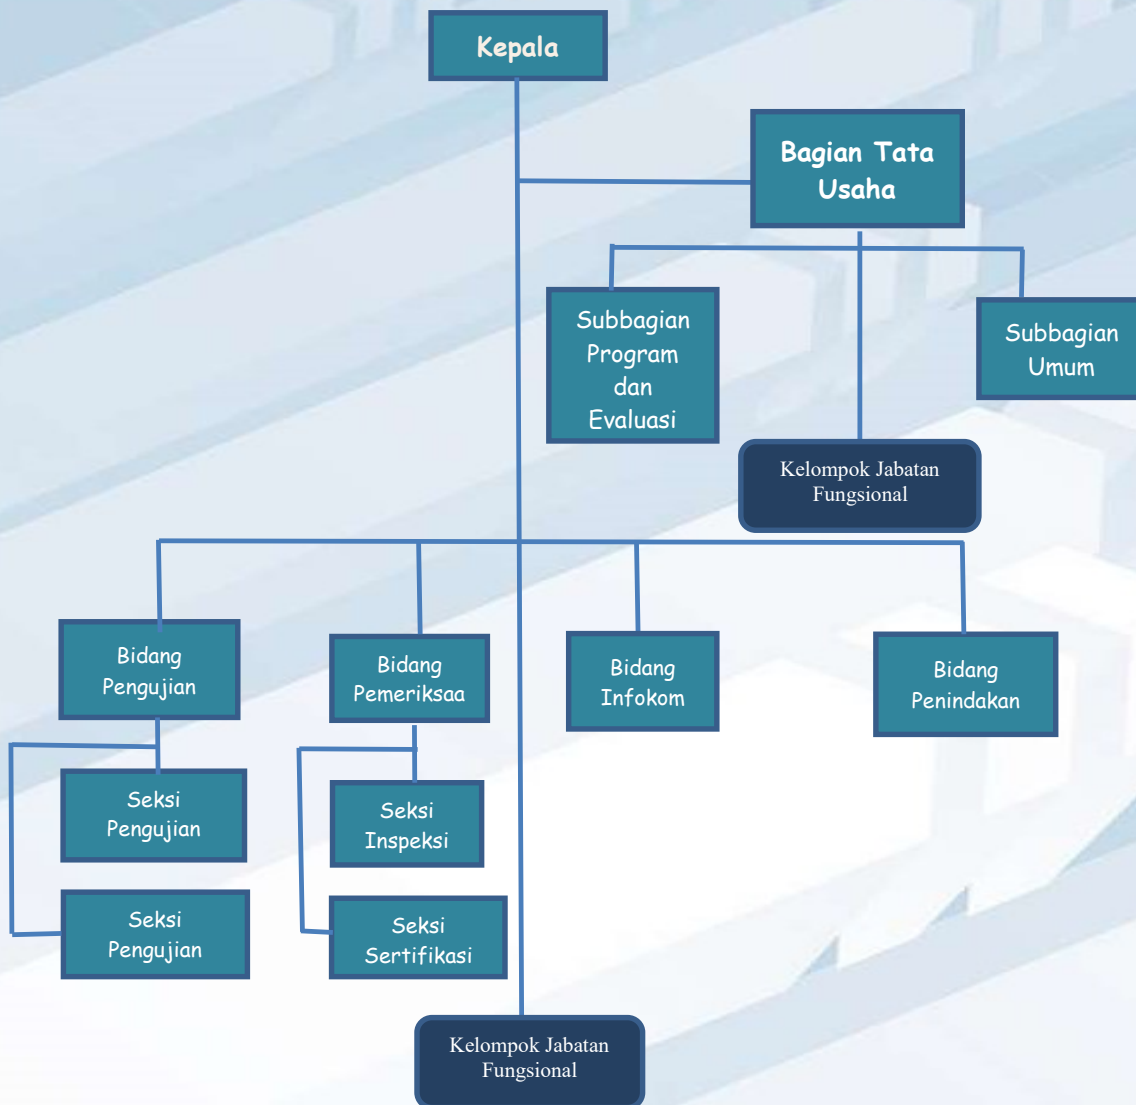 Kepala
Bagian Tata
Usaha
Subbagian
Program
dan
Evaluasi
Subbagian
Umum
Kelompok Jabatan
Fungsional
Bidang
Pengujian
Bidang
Pemeriksaa
Bidang
Infokom
Bidang
Penindakan
Seksi
Pengujian
Seksi
Inspeksi
Seksi
Pengujian
Seksi
Sertifikasi
Kelompok Jabatan
Fungsional